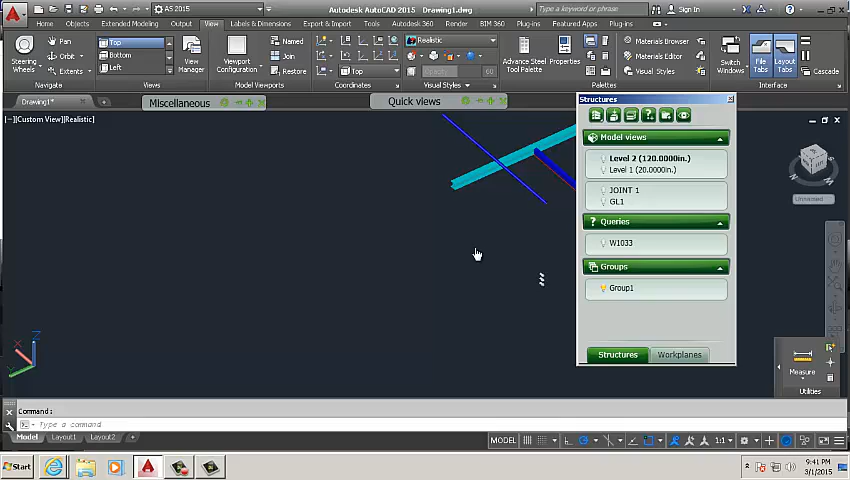 AS 2015
Autodesk AutoCAD 2015 Drawing1.dwg
Type a keyword or phrase
Sign In
Home Objects Extended Modeling Output View Labels & Dimensions Export & Import Tools Autodesk 360 Render BIM 360 Plug-ins Featured Apps Plug-ins
Steering Wheels
Pan
Orbit
Extents
Navigate
Top
Bottom
Left
View Manager
Views
Viewport Configuration
Named
Join
Restore
Model Viewports
Top
Coordinates
Realistic
Opacity 60
Visual Styles
Advance Steel Tool Palette
Properties
Materials Browser
Materials Editor
Visual Styles
Palettes
Switch Windows
File Tabs
Layout Tabs
Cascade
Interface
Drawing1*
Miscellaneous
Quick views
[–][Custom View][Realistic]
Structures
Model views
Level 2 (120.0000in.)
Level 1 (20.0000in.)
JOINT 1
GL1
Queries
W1033
Groups
Group1
Structures Workplanes
Unnamed
X
Y
Z
Measure
Utilities
Command:
Type a command
Model Layout1 Layout2
MODEL
1:1
Start
9:41 PM
3/1/2015